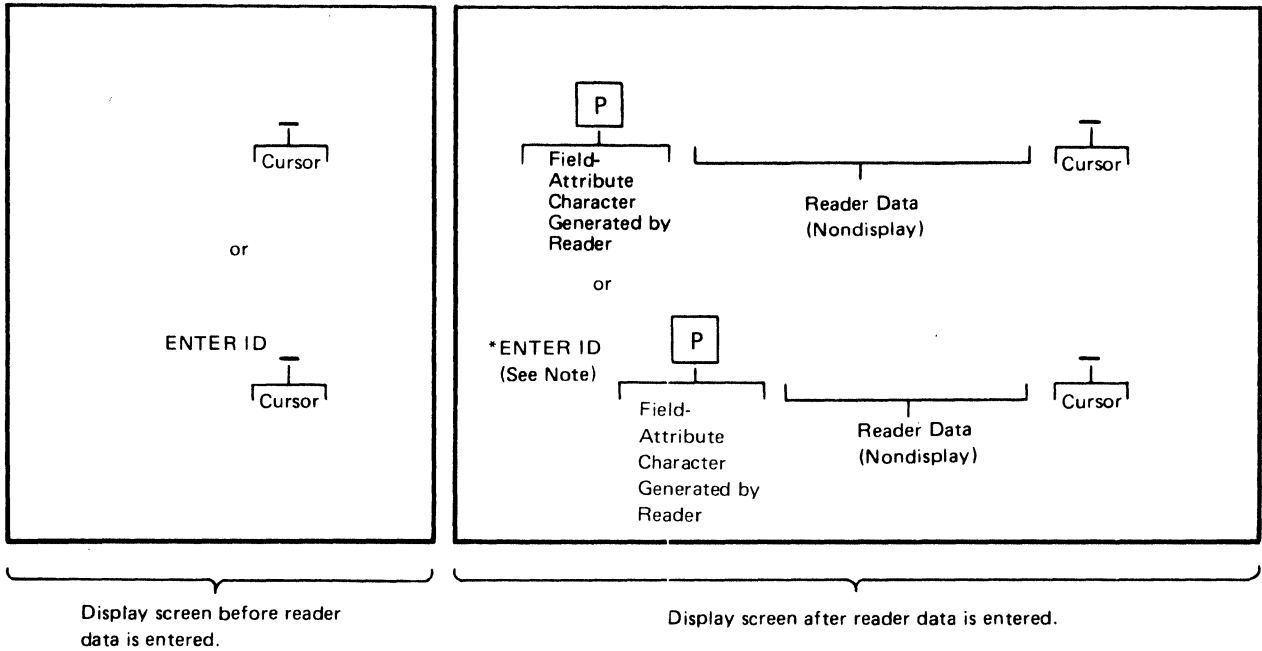 Cursor
or
ENTER ID
Cursor
Display screen before reader
data is entered.
P
Field-
Attribute
Character
Generated by
Reader
Reader Data
(Nondisplay)
Cursor
or
*ENTER ID
(See Note)
P
Field-
Attribute
Character
Generated by
Reader
Reader Data
(Nondisplay)
Cursor
Display screen after reader data is entered.